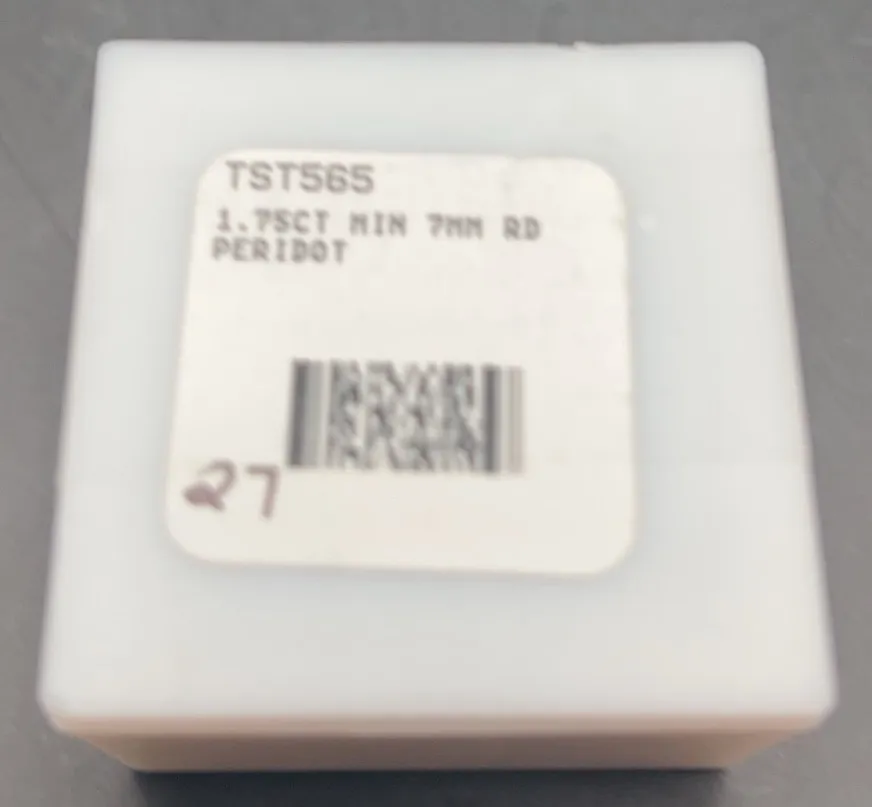 TST565
1.75CT MIN 7MM RD
PERIDOT
27